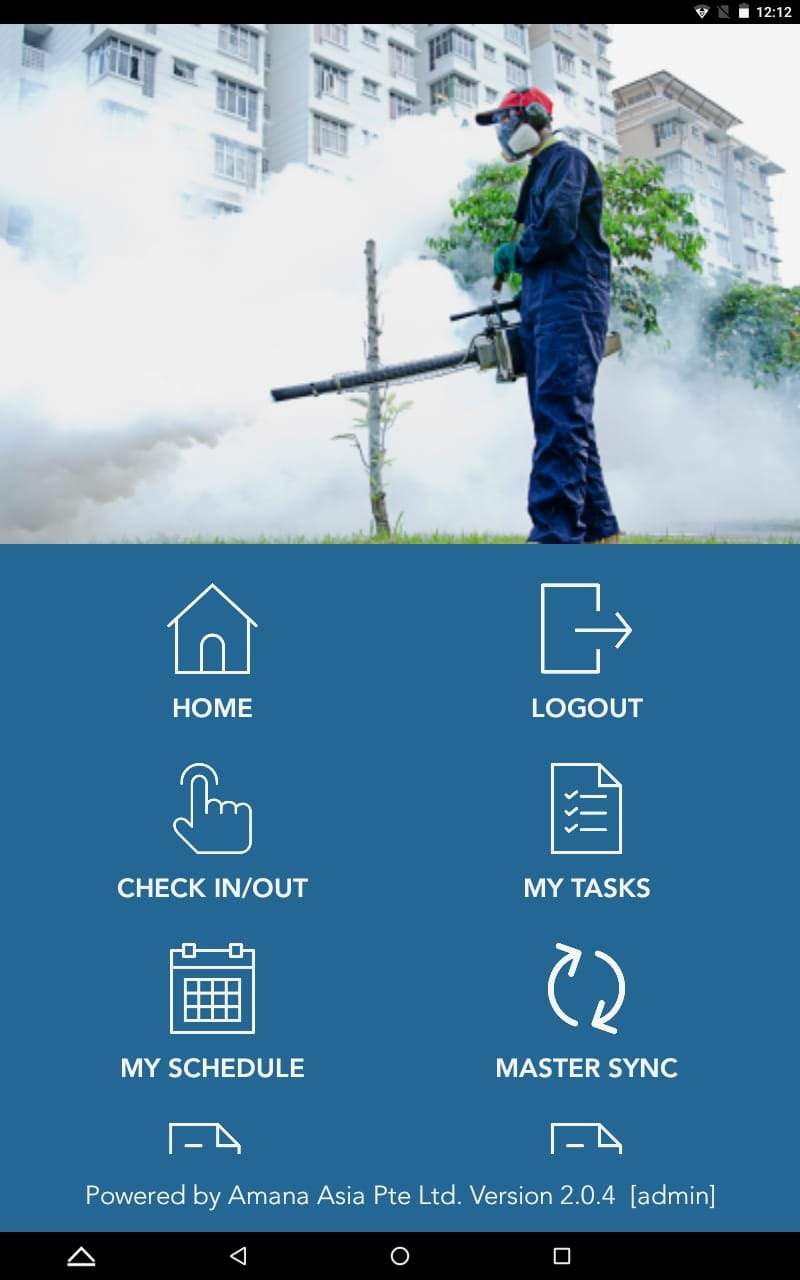 12:12
HOME
LOGOUT
CHECK IN/OUT
MY TASKS
MY SCHEDULE
MASTER SYNC
Powered by Amana Asia Pte Ltd. Version 2.0.4 [admin]